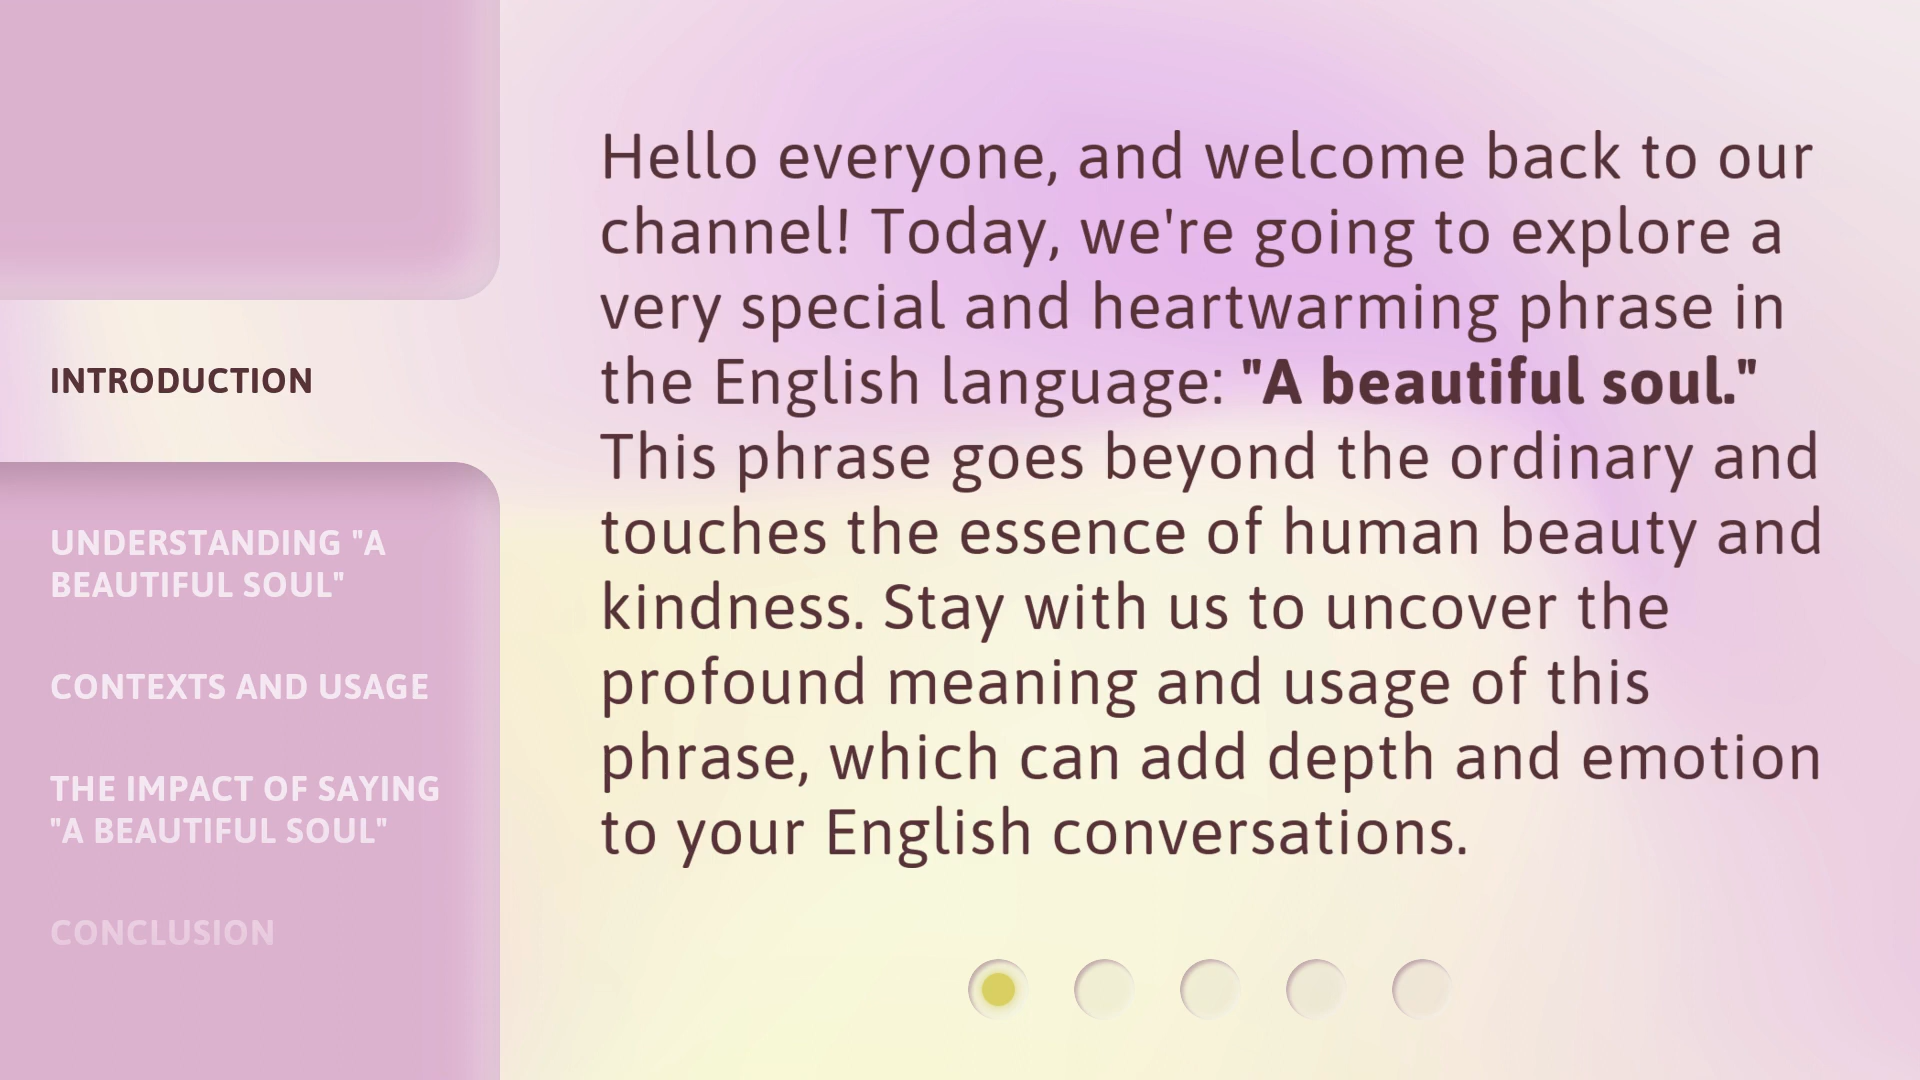 INTRODUCTION
UNDERSTANDING "A
BEAUTIFUL SOUL"
CONTEXTS AND USAGE
THE IMPACT OF SAYING
"A BEAUTIFUL SOUL"
CONCLUSION
Hello everyone, and welcome back to our
channel! Today, we're going to explore a
very special and heartwarming phrase in
the English language: "A beautiful soul."
This phrase goes beyond the ordinary and
touches the essence of human beauty and
kindness. Stay with us to uncover the
profound meaning and usage of this
phrase, which can add depth and emotion
to your English conversations.